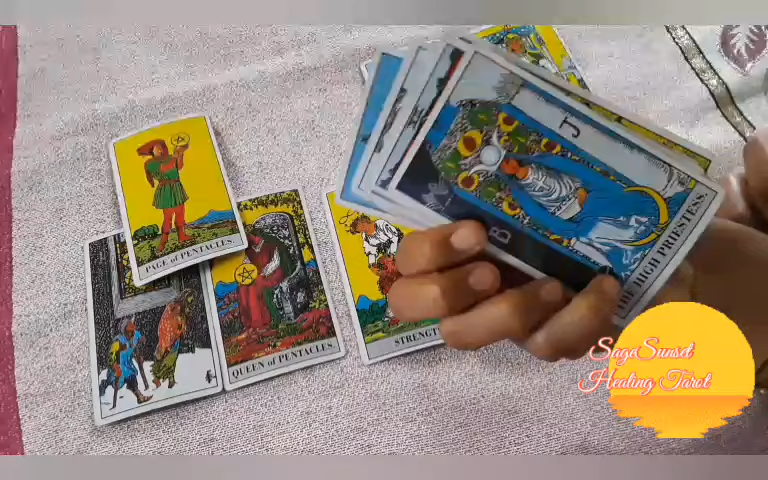 PAGE of PENTACLES.
QUEEN of PENTACLES.
STRENGTH
J
B
THE HIGH PRIESTESS.
SageSunset
Healing Tarot